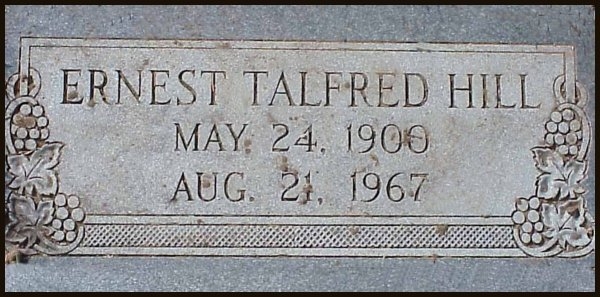 ERNEST TALFRED HILL
MAY 24, 1900
AUG. 21, 1967